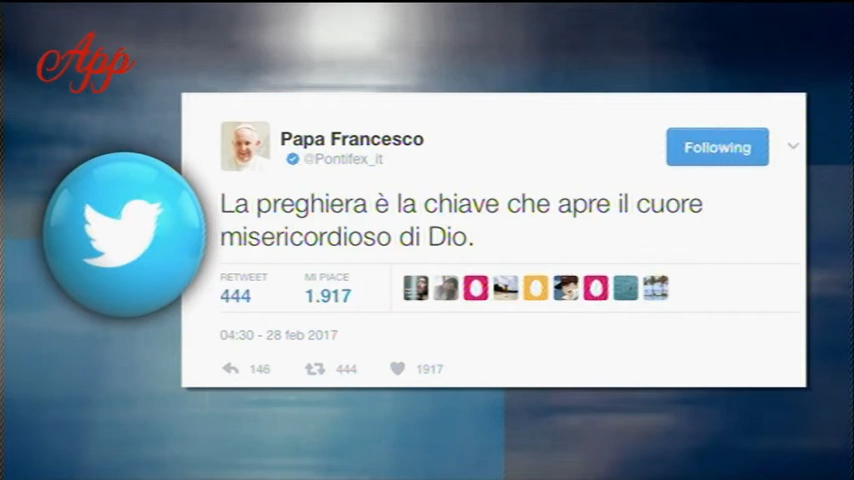 App
Papa Francesco
@Pontifex_it
Following
La preghiera è la chiave che apre il cuore
misericordioso di Dio.
RETWEET MI PIACE
444 1.917
04:30 - 28 feb 2017
146 444 1917